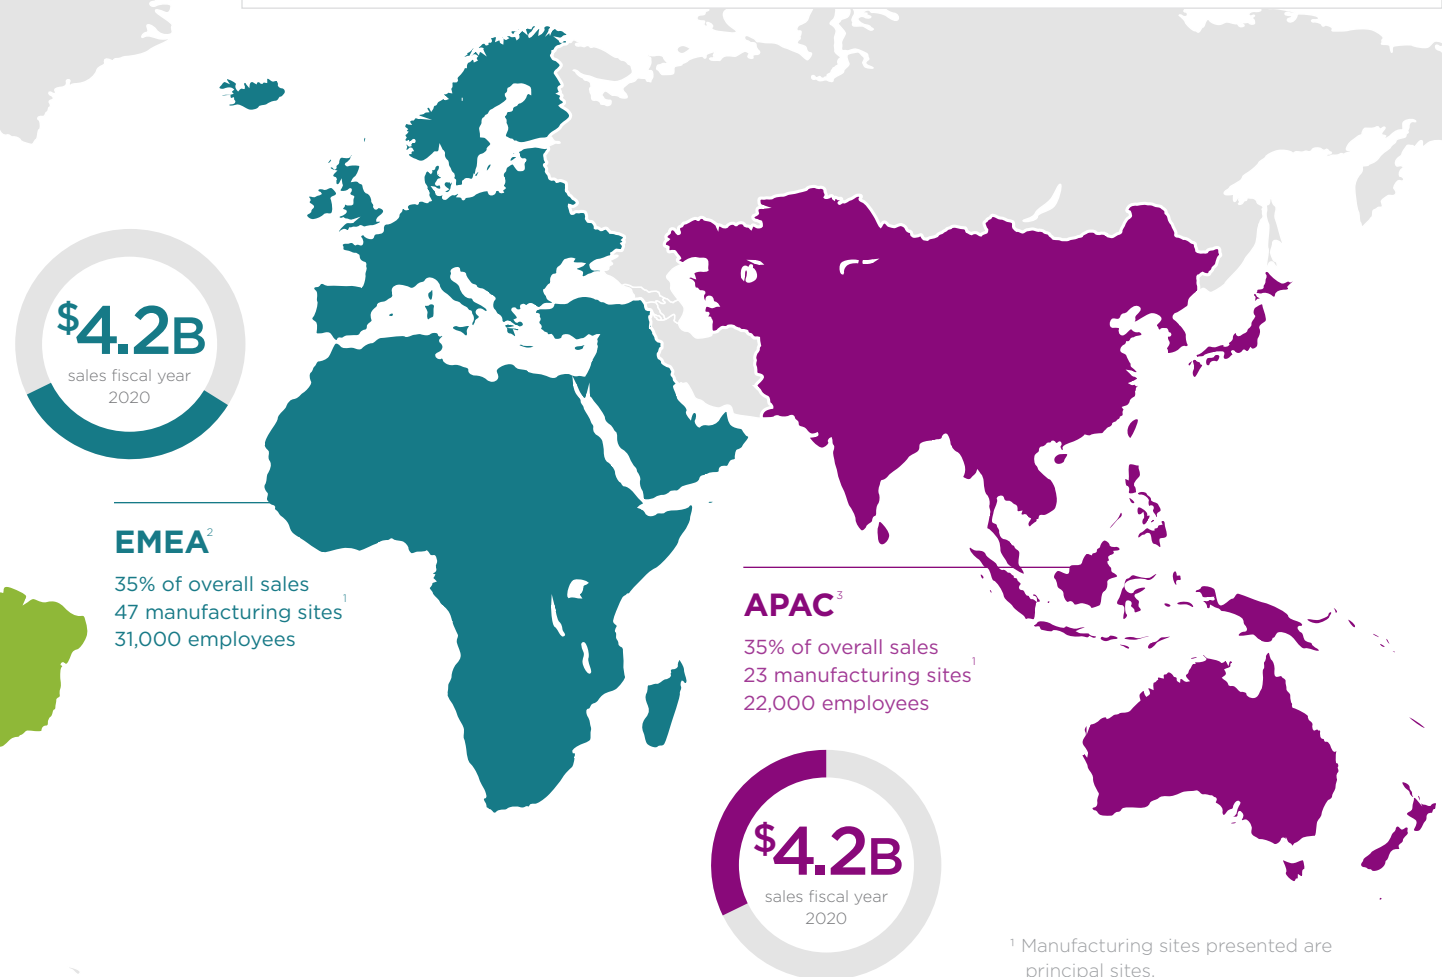 $4.2B
sales fiscal year
2020
EMEA²
35% of overall sales
47 manufacturing sites¹
31,000 employees
APAC³
35% of overall sales
23 manufacturing sites¹
22,000 employees
$4.2B
sales fiscal year
2020
¹ Manufacturing sites presented are
principal sites.